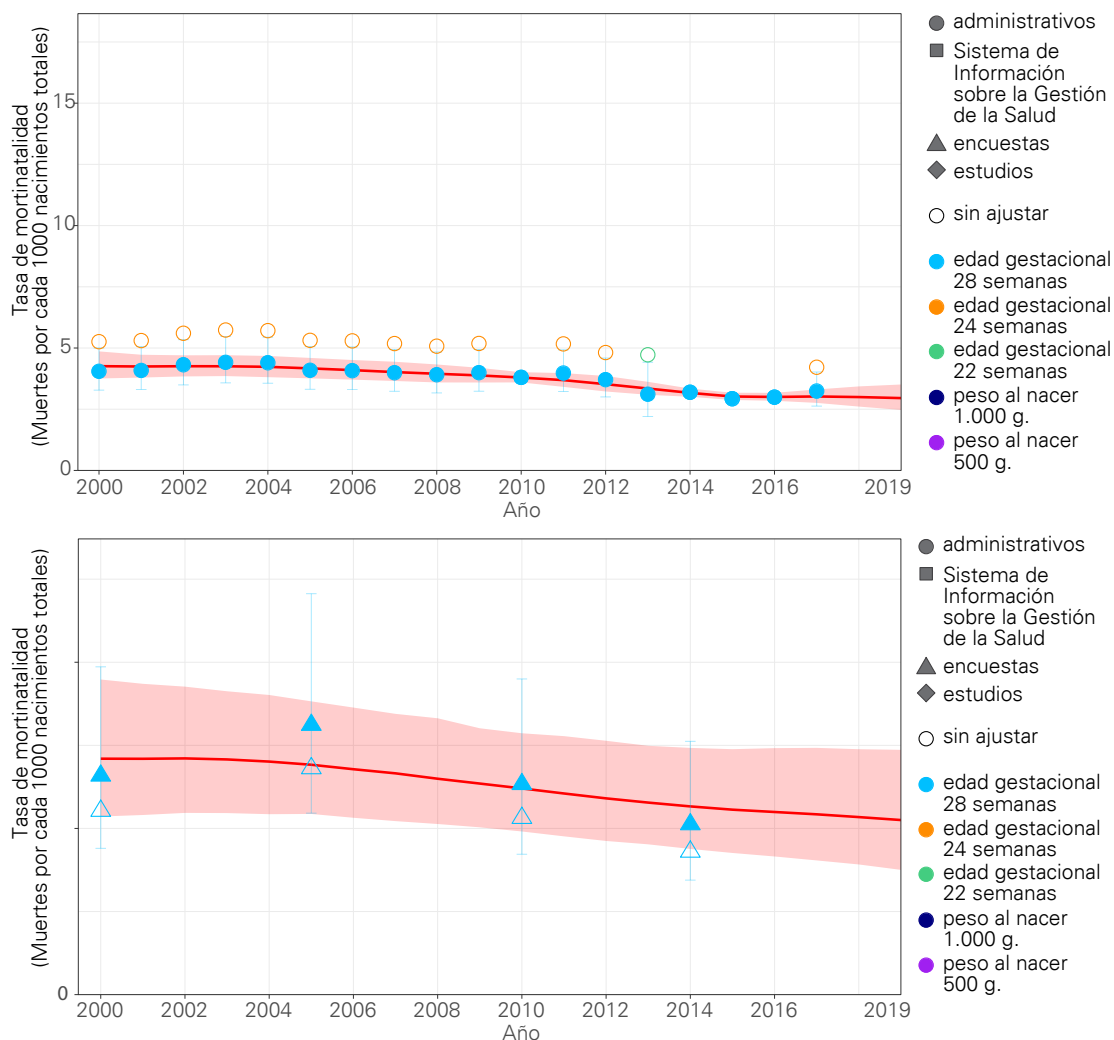 Tasa de mortinatalidad
(Muertes por cada 1000 nacimientos totales)
15
10
5
0
2000 2002 2004 2006 2008 2010 2012 2014 2016 2019
Año
administrativos
Sistema de
Información
sobre la Gestión
de la Salud
encuestas
estudios
sin ajustar
edad gestacional
28 semanas
edad gestacional
24 semanas
edad gestacional
22 semanas
peso al nacer
1.000 g.
peso al nacer
500 g.
Tasa de mortinatalidad
(Muertes por cada 1000 nacimientos totales)
0
2000 2002 2004 2006 2008 2010 2012 2014 2016 2019
Año
administrativos
Sistema de
Información
sobre la Gestión
de la Salud
encuestas
estudios
sin ajustar
edad gestacional
28 semanas
edad gestacional
24 semanas
edad gestacional
22 semanas
peso al nacer
1.000 g.
peso al nacer
500 g.